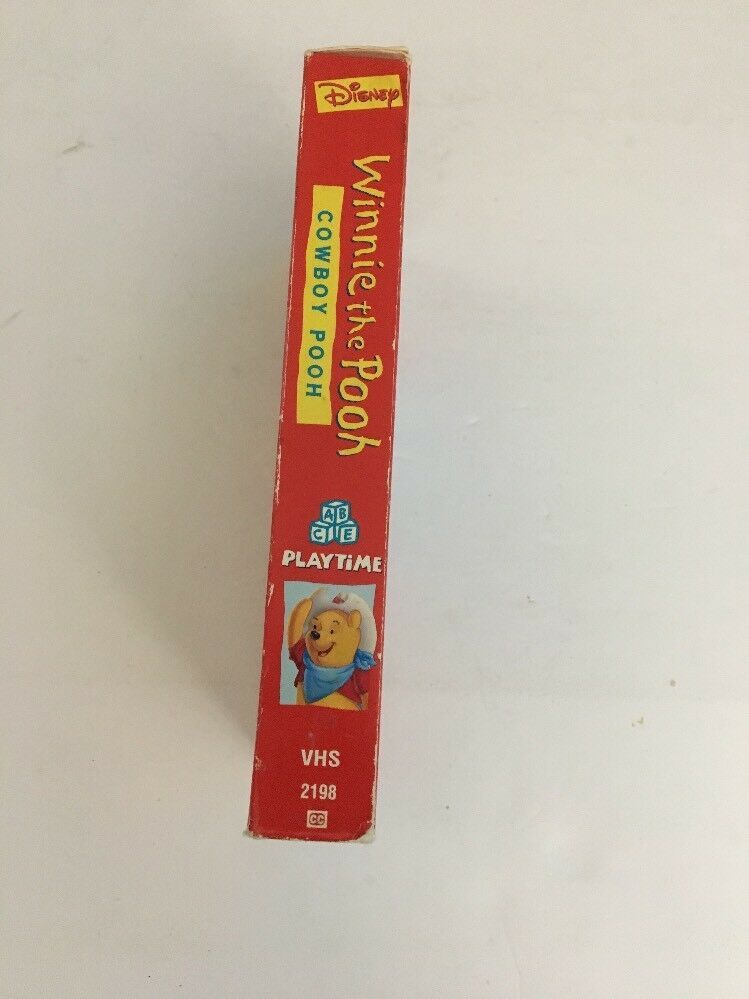 Disney
Winnie the Pooh
COWBOY POOH
A B
C E
PLAYTiME
VHS
2198
CC